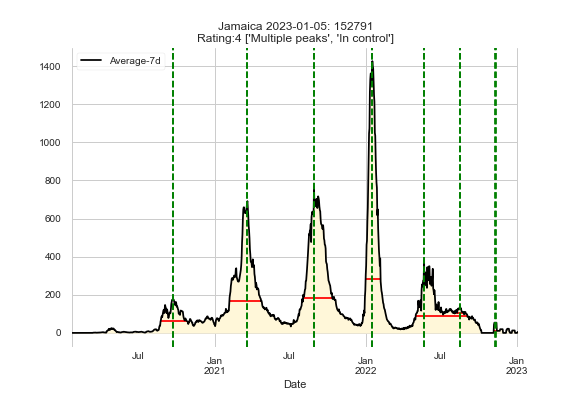 Jamaica 2023-01-05: 152791
Rating:4 ['Multiple peaks', 'In control']
Average-7d
1400
1200
1000
800
600
400
200
0
Jul
Jan
2021
Jul
Jan
2022
Jul
Jan
2023
Date